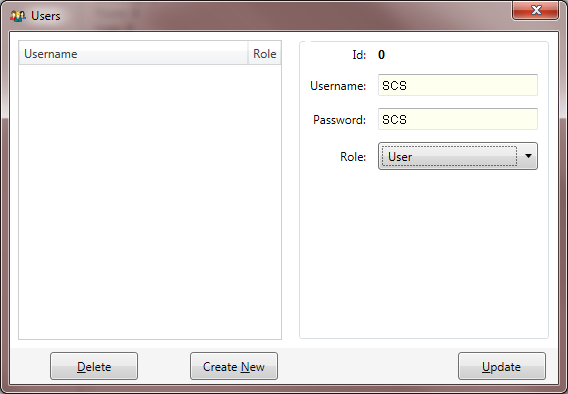 Users
Username Role
Id: 0
Username: SCS
Password: SCS
Role: User
Delete Create New Update